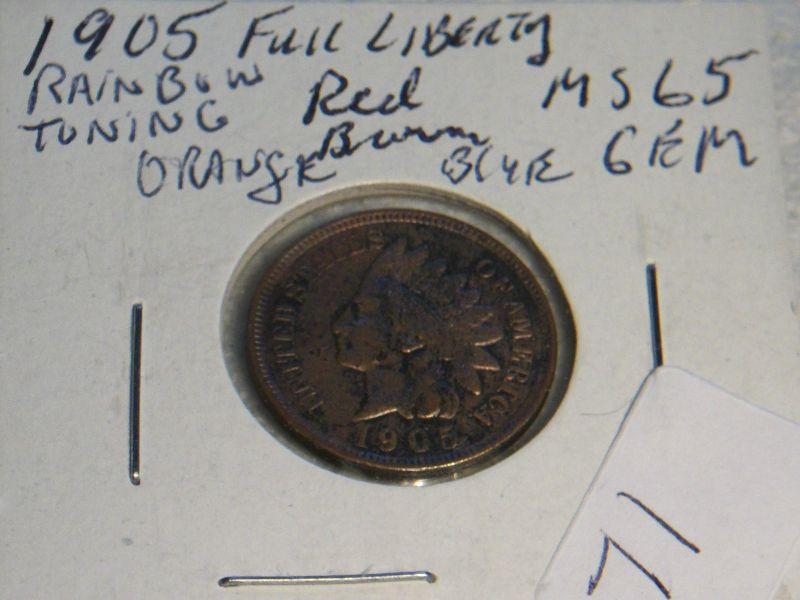 1905 FUll LIBERTY
RAINBOW Red MS65
TONING Brown GEM
ORANGE BLUE
UNITED STATES OF AMERICA
1905
71